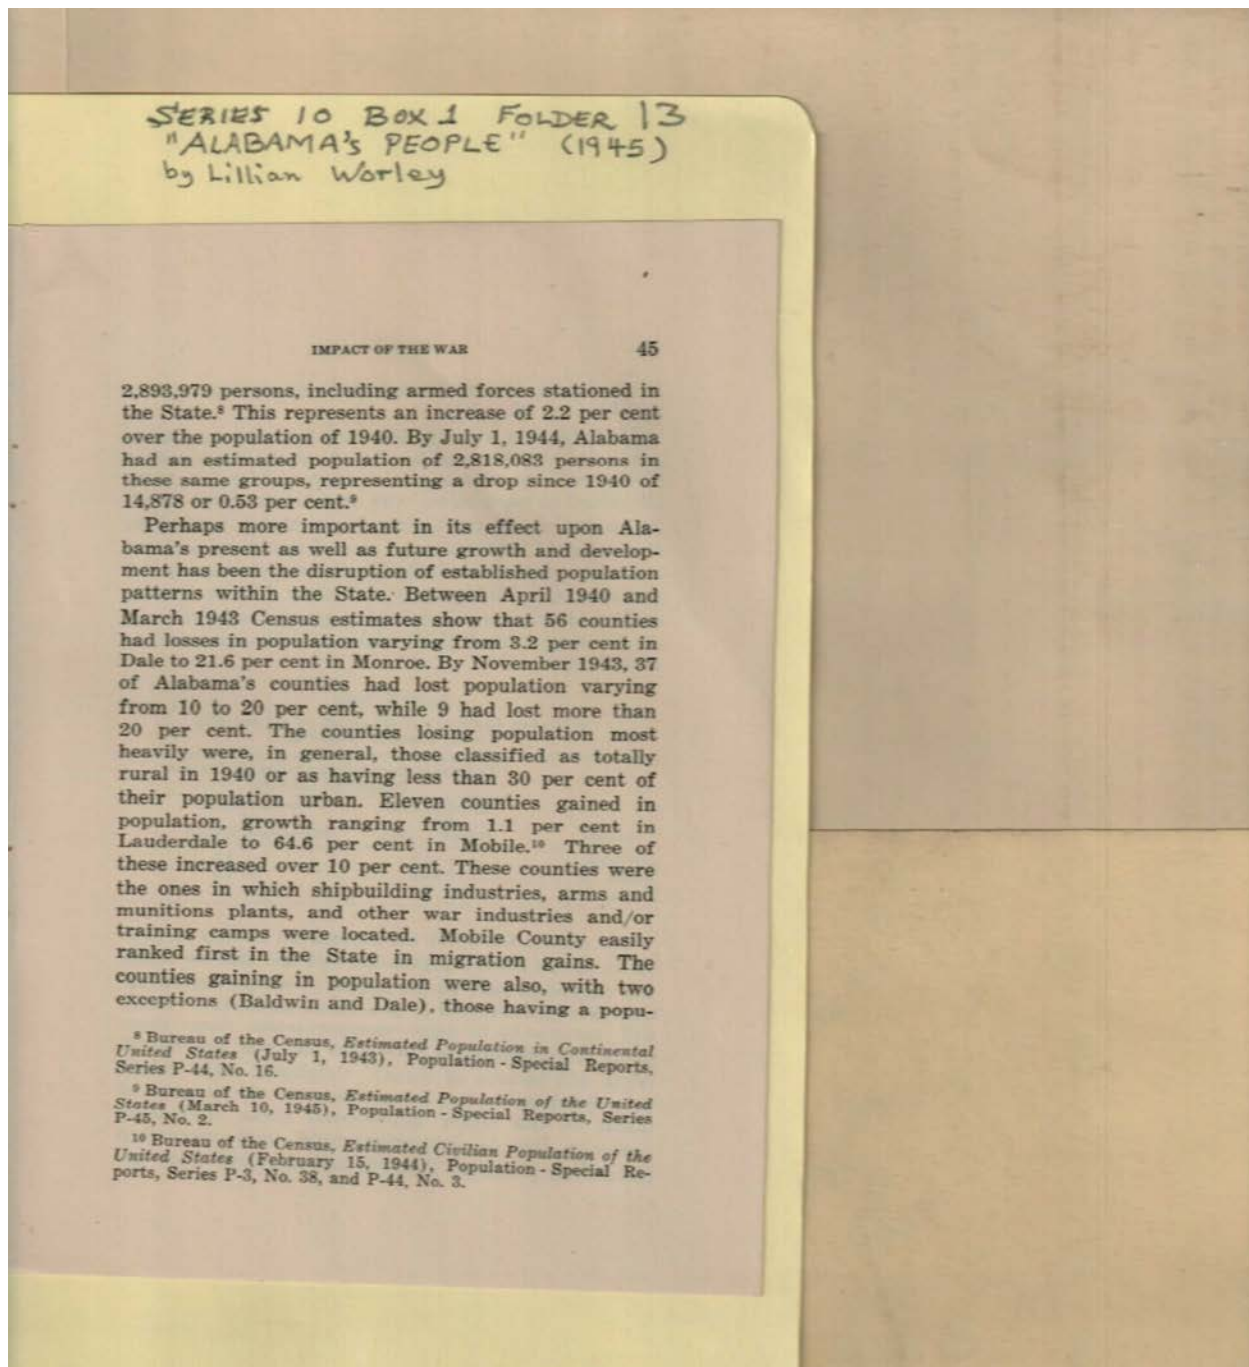 SERIES 10 BOX 1 FOLDER 13
"ALABAMA's PEOPLE" (1945)
by Lillian Worley
IMPACT OF THE WAR 45
2,893,979 persons, including armed forces stationed in
the State.⁸ This represents an increase of 2.2 per cent
over the population of 1940. By July 1, 1944, Alabama
had an estimated population of 2,818,083 persons in
these same groups, representing a drop since 1940 of
14,878 or 0.53 per cent.⁹
Perhaps more important in its effect upon Ala-
bama's present as well as future growth and develop-
ment has been the disruption of established population
patterns within the State. Between April 1940 and
March 1943 Census estimates show that 56 counties
had losses in population varying from 3.2 per cent in
Dale to 21.6 per cent in Monroe. By November 1943, 37
of Alabama's counties had lost population varying
from 10 to 20 per cent, while 9 had lost more than
20 per cent. The counties losing population most
heavily were, in general, those classified as totally
rural in 1940 or as having less than 30 per cent of
their population urban. Eleven counties gained in
population, growth ranging from 1.1 per cent in
Lauderdale to 64.6 per cent in Mobile.¹⁰ Three of
these increased over 10 per cent. These counties were
the ones in which shipbuilding industries, arms and
munitions plants, and other war industries and/or
training camps were located. Mobile County easily
ranked first in the State in migration gains. The
counties gaining in population were also, with two
exceptions (Baldwin and Dale), those having a popu-
⁸ Bureau of the Census, Estimated Population in Continental
United States (July 1, 1943), Population - Special Reports,
Series P-44, No. 16.
⁹ Bureau of the Census, Estimated Population of the United
States (March 10, 1945), Population - Special Reports, Series
P-45, No. 2.
¹⁰ Bureau of the Census, Estimated Civilian Population of the
United States (February 15, 1944), Population - Special Re-
ports, Series P-3, No. 38, and P-44, No. 3.